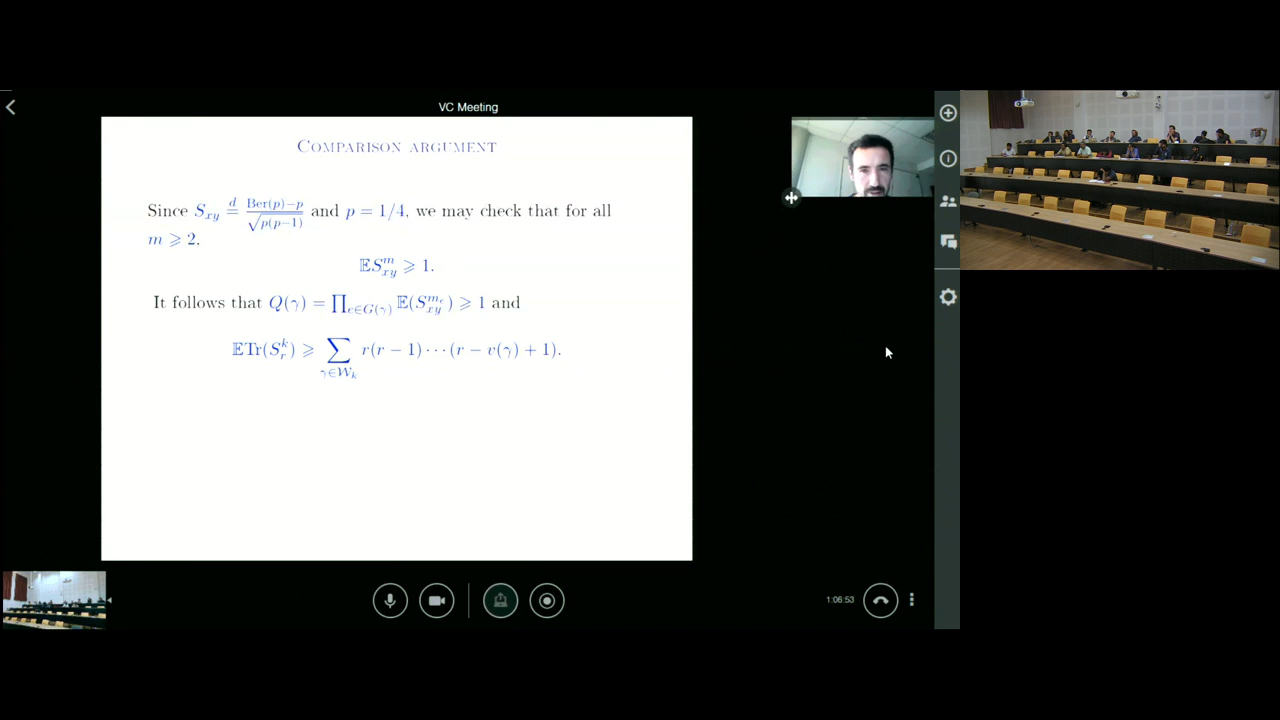 VC Meeting
COMPARISON ARGUMENT
Since $S_{xy} \stackrel{d}{=} \frac{\mathrm{Ber}(p)-p}{\sqrt{p(p-1)}}$ and $p = 1/4$, we may check that for all
$m \geqslant 2$.
$\mathbb{E}S_{xy}^m \geqslant 1.$
It follows that $Q(\gamma) = \prod_{e \in G(\gamma)} \mathbb{E}(S_{xy}^{m_e}) \geqslant 1$ and
$\mathbb{E}\mathrm{Tr}(S_r^k) \geqslant \sum_{\gamma \in \mathcal{W}_k} r(r-1)\cdots(r-v(\gamma)+1).$
1:06:53